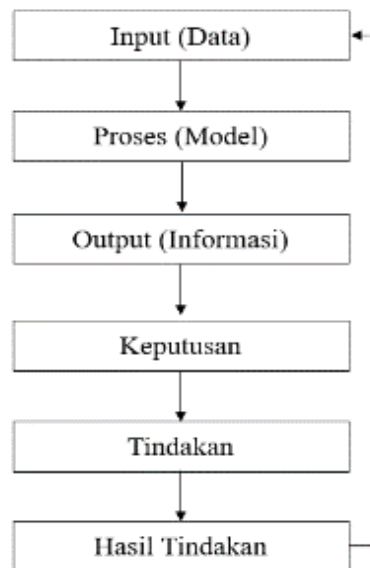 Input (Data)
Proses (Model)
Output (Informasi)
Keputusan
Tindakan
Hasil Tindakan